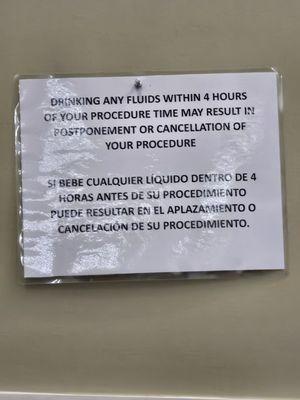 DRINKING ANY FLUIDS WITHIN 4 HOURS
OF YOUR PROCEDURE TIME MAY RESULT IN
POSTPONEMENT OR CANCELLATION OF
YOUR PROCEDURE
SI BEBE CUALQUIER LÍQUIDO DENTRO DE 4
HORAS ANTES DE SU PROCEDIMIENTO
PUEDE RESULTAR EN EL APLAZAMIENTO O
CANCELACIÓN DE SU PROCEDIMIENTO.